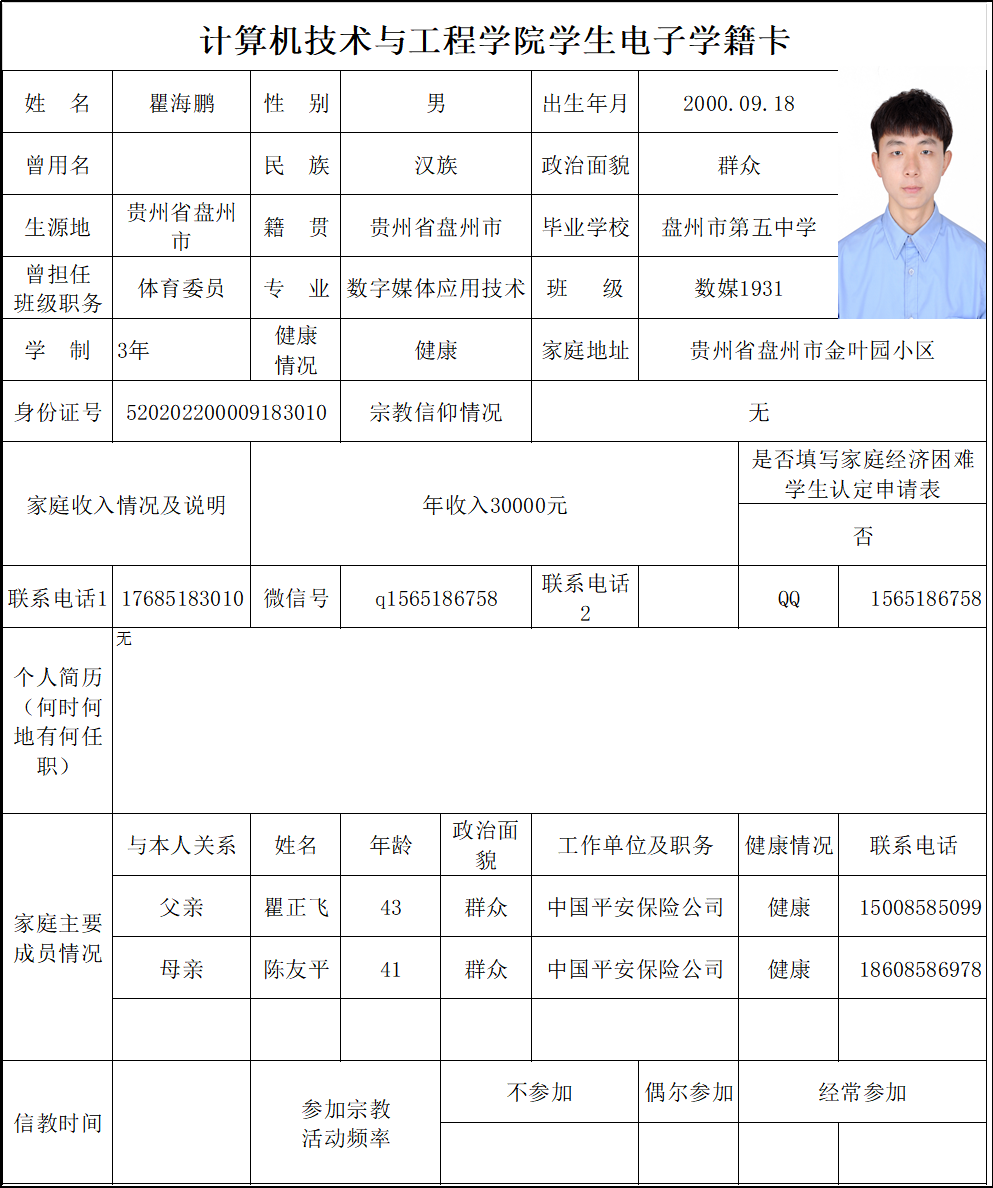 计算机技术与工程学院学生电子学籍卡
姓 名 瞿海鹏 性 别 男 出生年月 2000.09.18
曾用名 民 族 汉族 政治面貌 群众
生源地 贵州省盘州市 籍 贯 贵州省盘州市 毕业学校 盘州市第五中学
曾担任班级职务 体育委员 专 业 数字媒体应用技术 班 级 数媒1931
学 制 3年 健康情况 健康 家庭地址 贵州省盘州市金叶园小区
身份证号 520202200009183010 宗教信仰情况 无
家庭收入情况及说明 年收入30000元 是否填写家庭经济困难学生认定申请表
否
联系电话1 17685183010 微信号 q1565186758 联系电话2 QQ 1565186758
个人简历（何时何地有何任职） 无
家庭主要成员情况 与本人关系 姓名 年龄 政治面貌 工作单位及职务 健康情况 联系电话
父亲 瞿正飞 43 群众 中国平安保险公司 健康 15008585099
母亲 陈友平 41 群众 中国平安保险公司 健康 18608586978
信教时间 参加宗教活动频率 不参加 偶尔参加 经常参加